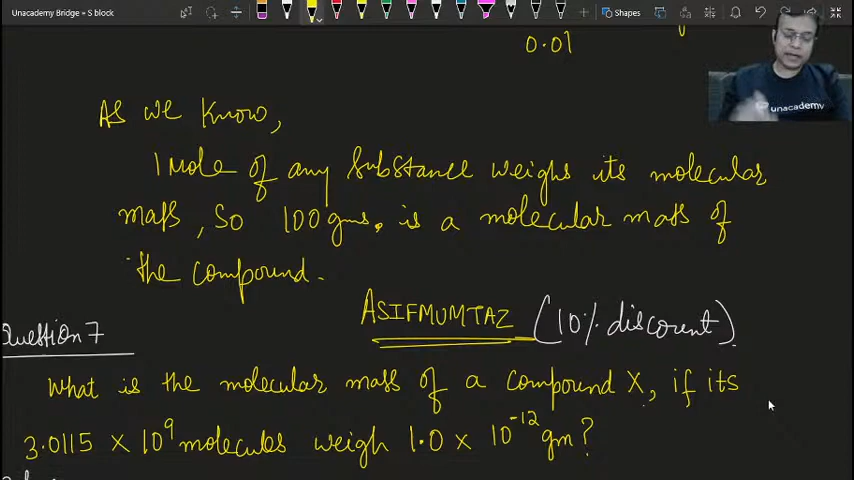 Unacademy Bridge + S block
Shapes
0.01
unacademy
As we know,
1 Mole of any substance weighs its molecular
mass, So 100 gms. is a molecular mass of
the compound.
ASIFMUMTAZ (10% discount).
Question 7
What is the molecular mass of a compound X, if its
3.0115 × 10⁹ molecules weigh 1.0 × 10⁻¹² gm?